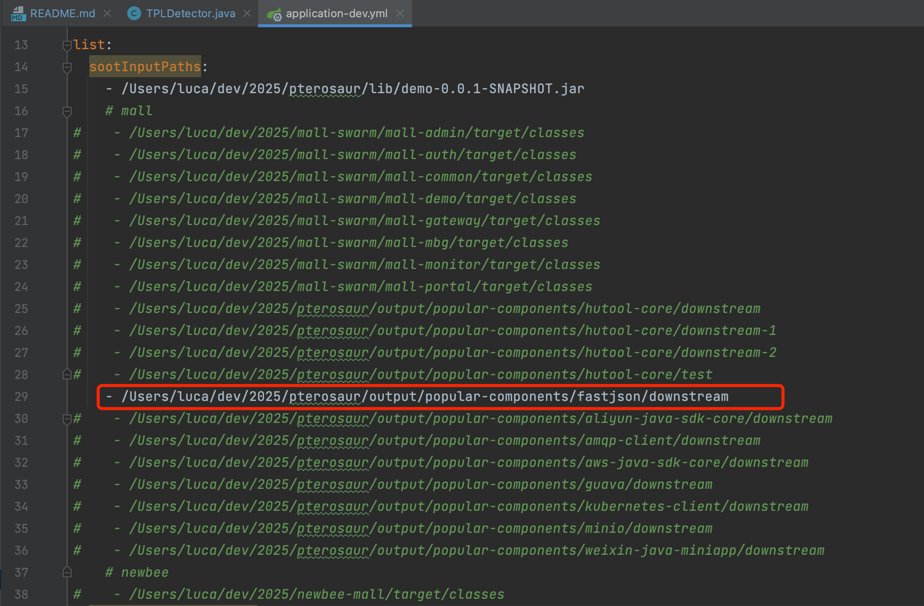 README.md TPLDetector.java application-dev.yml
13 list:
14 sootInputPaths:
15 - /Users/luca/dev/2025/pterosaur/lib/demo-0.0.1-SNAPSHOT.jar
16 # mall
17 # - /Users/luca/dev/2025/mall-swarm/mall-admin/target/classes
18 # - /Users/luca/dev/2025/mall-swarm/mall-auth/target/classes
19 # - /Users/luca/dev/2025/mall-swarm/mall-common/target/classes
20 # - /Users/luca/dev/2025/mall-swarm/mall-demo/target/classes
21 # - /Users/luca/dev/2025/mall-swarm/mall-gateway/target/classes
22 # - /Users/luca/dev/2025/mall-swarm/mall-mbg/target/classes
23 # - /Users/luca/dev/2025/mall-swarm/mall-monitor/target/classes
24 # - /Users/luca/dev/2025/mall-swarm/mall-portal/target/classes
25 # - /Users/luca/dev/2025/pterosaur/output/popular-components/hutool-core/downstream
26 # - /Users/luca/dev/2025/pterosaur/output/popular-components/hutool-core/downstream-1
27 # - /Users/luca/dev/2025/pterosaur/output/popular-components/hutool-core/downstream-2
28 # - /Users/luca/dev/2025/pterosaur/output/popular-components/hutool-core/test
29 - /Users/luca/dev/2025/pterosaur/output/popular-components/fastjson/downstream
30 # - /Users/luca/dev/2025/pterosaur/output/popular-components/aliyun-java-sdk-core/downstream
31 # - /Users/luca/dev/2025/pterosaur/output/popular-components/amqp-client/downstream
32 # - /Users/luca/dev/2025/pterosaur/output/popular-components/aws-java-sdk-core/downstream
33 # - /Users/luca/dev/2025/pterosaur/output/popular-components/guava/downstream
34 # - /Users/luca/dev/2025/pterosaur/output/popular-components/kubernetes-client/downstream
35 # - /Users/luca/dev/2025/pterosaur/output/popular-components/minio/downstream
36 # - /Users/luca/dev/2025/pterosaur/output/popular-components/weixin-java-miniapp/downstream
37 # newbee
38 # - /Users/luca/dev/2025/newbee-mall/target/classes